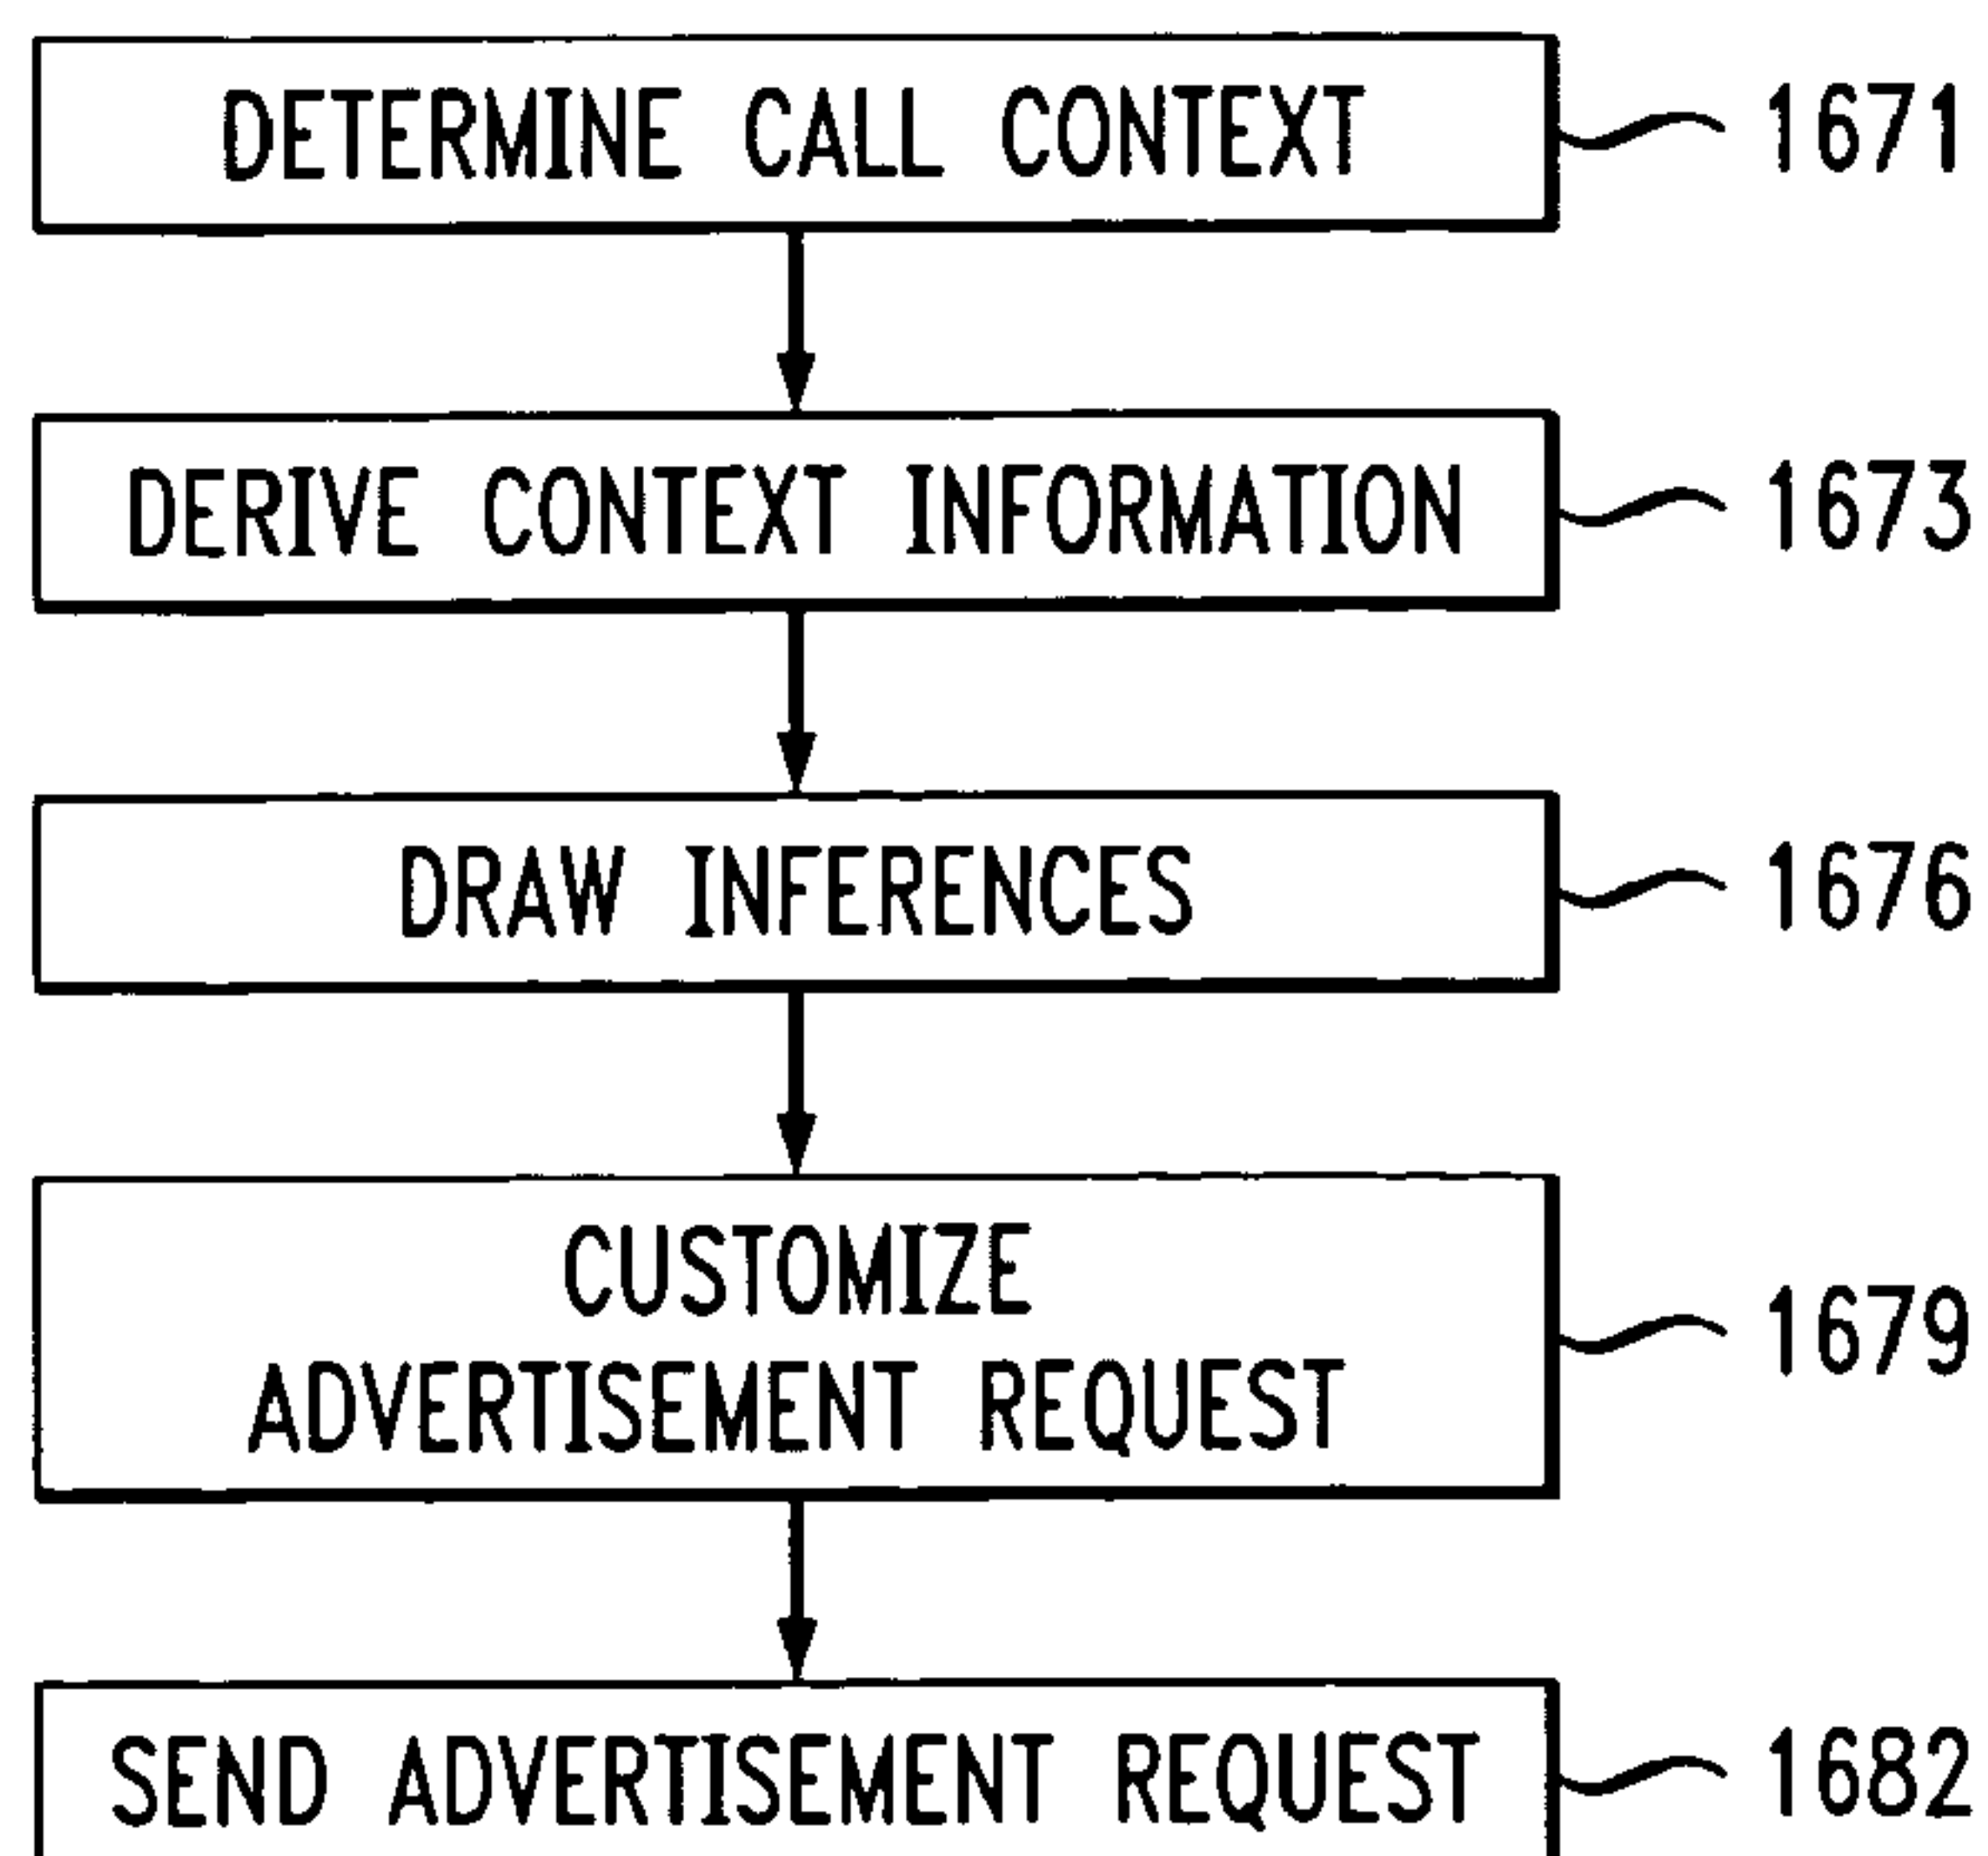 DETERMINE CALL CONTEXT 1671
DERIVE CONTEXT INFORMATION 1673
DRAW INFERENCES 1676
CUSTOMIZE
ADVERTISEMENT REQUEST 1679
SEND ADVERTISEMENT REQUEST 1682